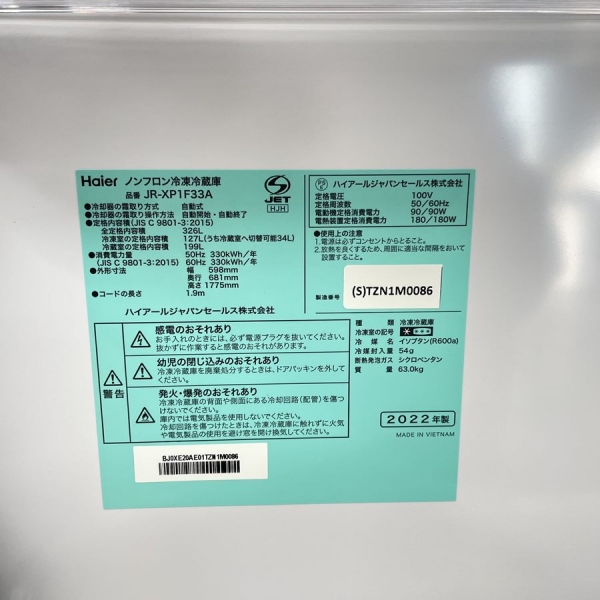 Haier ノンフロン冷凍冷蔵庫
品番 JR-XP1F33A
JET
HJH
●冷却器の霜取り方式 自動式
●冷却器の霜取り操作方法 自動開始・自動終了
●定格内容積(JIS C 9801-3:2015)
全定格内容積 326L
冷凍室の定格内容積 127L(うち冷蔵室へ切替可能34L)
冷蔵室の定格内容積 199L
●消費電力量 50Hz 330kWh/年
(JIS C 9801-3:2015) 60Hz 330kWh/年
●外形寸法 幅 598mm
奥行 681mm
高さ 1775mm
●コードの長さ 1.9m
ハイアールジャパンセールス株式会社
警告
感電のおそれあり
お手入れのときには、必ず電源プラグを抜いてください。
抜かずに作業すると感電のおそれがあります。
幼児の閉じ込みのおそれあり
冷凍冷蔵庫を廃棄処分するときは、ドアパッキンを外して
ください。
発火・爆発のおそれあり
冷凍冷蔵庫の背面や側面にある冷却回路(配管)を傷つ
けないでください。
庫内では電気製品を使用しないでください。
冷却回路を傷つけたときは、冷凍冷蔵庫に触れずに火気
や電気製品の使用を避け窓を開け換気してください。
BJ0XE20AE01TZN1M0086
PS
E
ハイアールジャパンセールス株式会社
定格電圧 100V
定格周波数 50/60Hz
電動機定格消費電力 90/90W
電熱装置定格消費電力 180/180W
●使用上の注意
1.電源は必ずコンセントからとること。
2.放熱を良くするため、周囲に適当な間隔をおいて
設置すること。
製造番号 (S)TZN1M0086
種類 冷凍冷蔵庫
冷凍室の記号
冷媒 イソブタン(R600a)
冷媒封入量 54g
断熱発泡ガス シクロペンタン
質量 63.0kg
2022年製
MADE IN VIETNAM